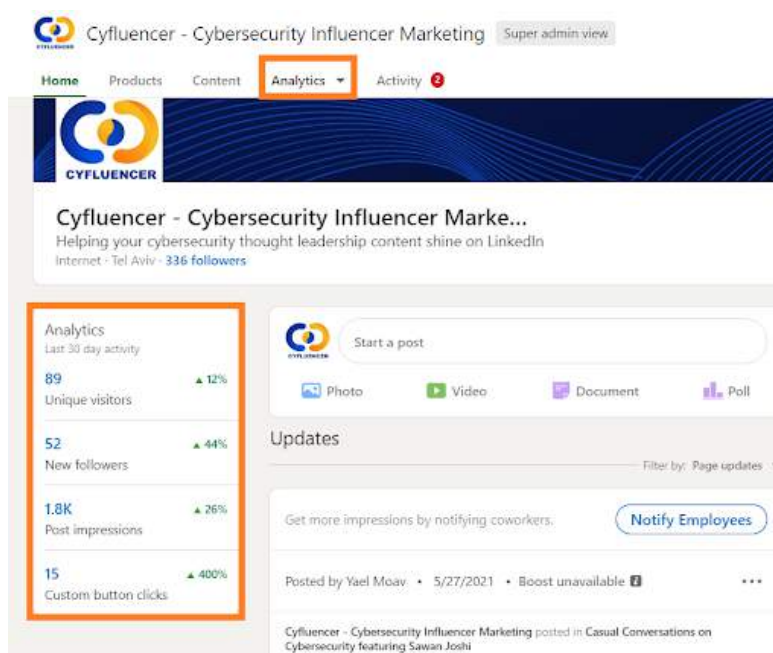 CYFLUENCER
Cyfluencer - Cybersecurity Influencer Marketing Super admin view
Home Products Content Analytics Activity 2
CYFLUENCER
Cyfluencer - Cybersecurity Influencer Marke...
Helping your cybersecurity thought leadership content shine on LinkedIn
Internet · Tel Aviv · 336 followers
Analytics
Last 30 day activity
89 ▲ 12%
Unique visitors
52 ▲ 44%
New followers
1.8K ▲ 26%
Post impressions
15 ▲ 400%
Custom button clicks
CYFLUENCER
Start a post
Photo Video Document Poll
Updates
Filter by: Page updates
Get more impressions by notifying coworkers. Notify Employees
Posted by Yael Moav • 5/27/2021 • Boost unavailable
Cyfluencer - Cybersecurity Influencer Marketing posted in Casual Conversations on
Cybersecurity featuring Sawan Joshi